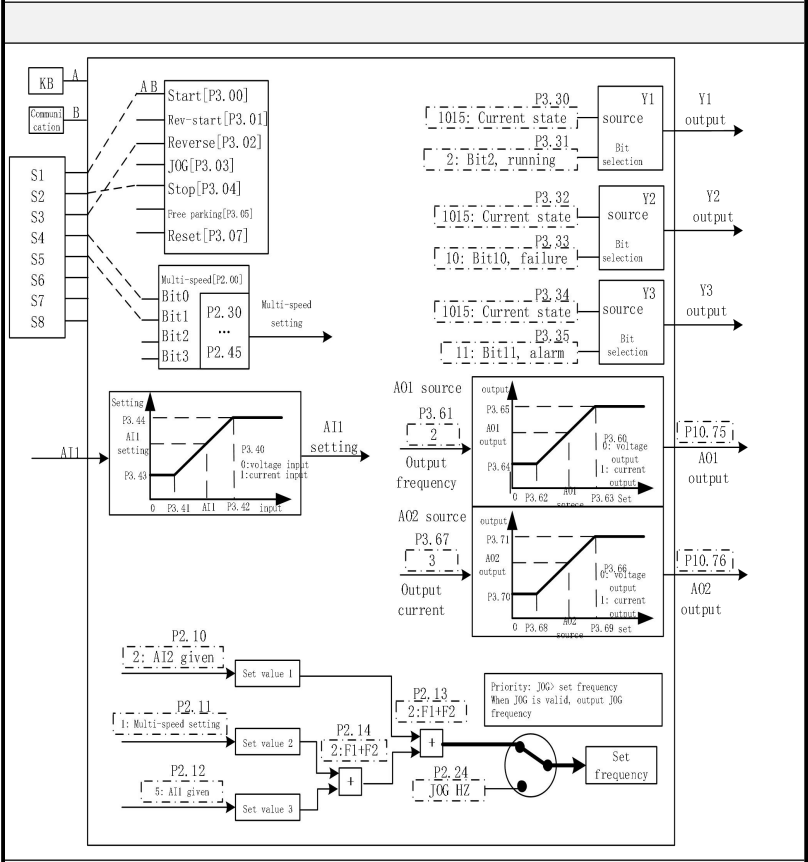 KB
A
Communi
cation
B
S1
S2
S3
S4
S5
S6
S7
S8
A B
Start[P3.00]
Rev-start[P3.01]
Reverse[P3.02]
JOG[P3.03]
Stop[P3.04]
Free parking[P3.05]
Reset[P3.07]
Multi-speed[P2.00]
Bit0
Bit1
Bit2
Bit3
P2.30
...
P2.45
Multi-speed
setting
P3.30
1015: Current state
P3.31
2: Bit2, running
Y1
source
Bit
selection
Y1
output
P3.32
1015: Current state
P3.33
10: Bit10, failure
Y2
source
Bit
selection
Y2
output
P3.34
1015: Current state
P3.35
11: Bit11, alarm
Y3
source
Bit
selection
Y3
output
AI1
Setting
P3.44
AI1
setting
P3.43
P3.40
0:voltage input
1:current input
0 P3.41 AI1 P3.42 input
AI1
setting
AO1 source
P3.61
2
Output
frequency
output
P3.65
AO1
output
P3.64
P3.60
0: voltage
output
1: current
output
0 P3.62 AO1 P3.63 Set
source
P10.75
AO1
output
AO2 source
P3.67
3
Output
current
output
P3.71
AO2
output
P3.70
P3.66
0: voltage
output
1: current
output
0 P3.68 AO2 P3.69 set
source
P10.76
AO2
output
P2.10
2: AI2 given
Set value 1
P2.11
1: Multi-speed setting
Set value 2
P2.12
5: AI1 given
Set value 3
P2.14
2:F1+F2
+
P2.13
2:F1+F2
+
P2.24
JOG HZ
Priority: JOG> set frequency
When JOG is valid, output JOG
frequency
Set
frequency